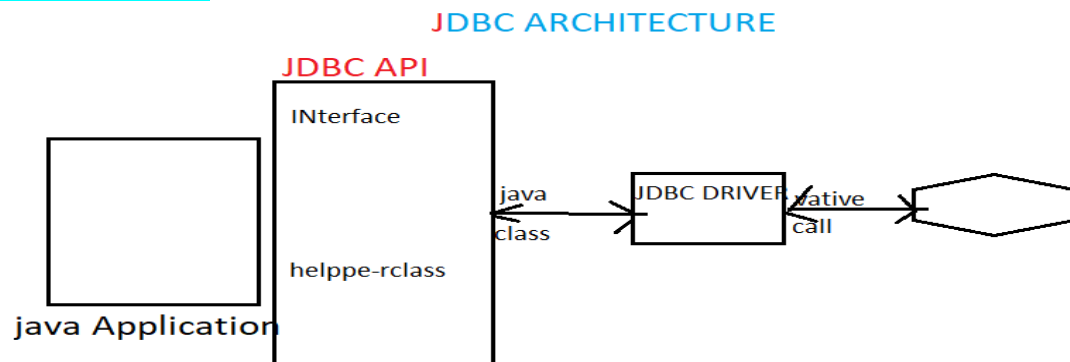 JDBC ARCHITECTURE
JDBC API
INterface
java
class
JDBC DRIVER
vative
call
helppe-rclass
java Application